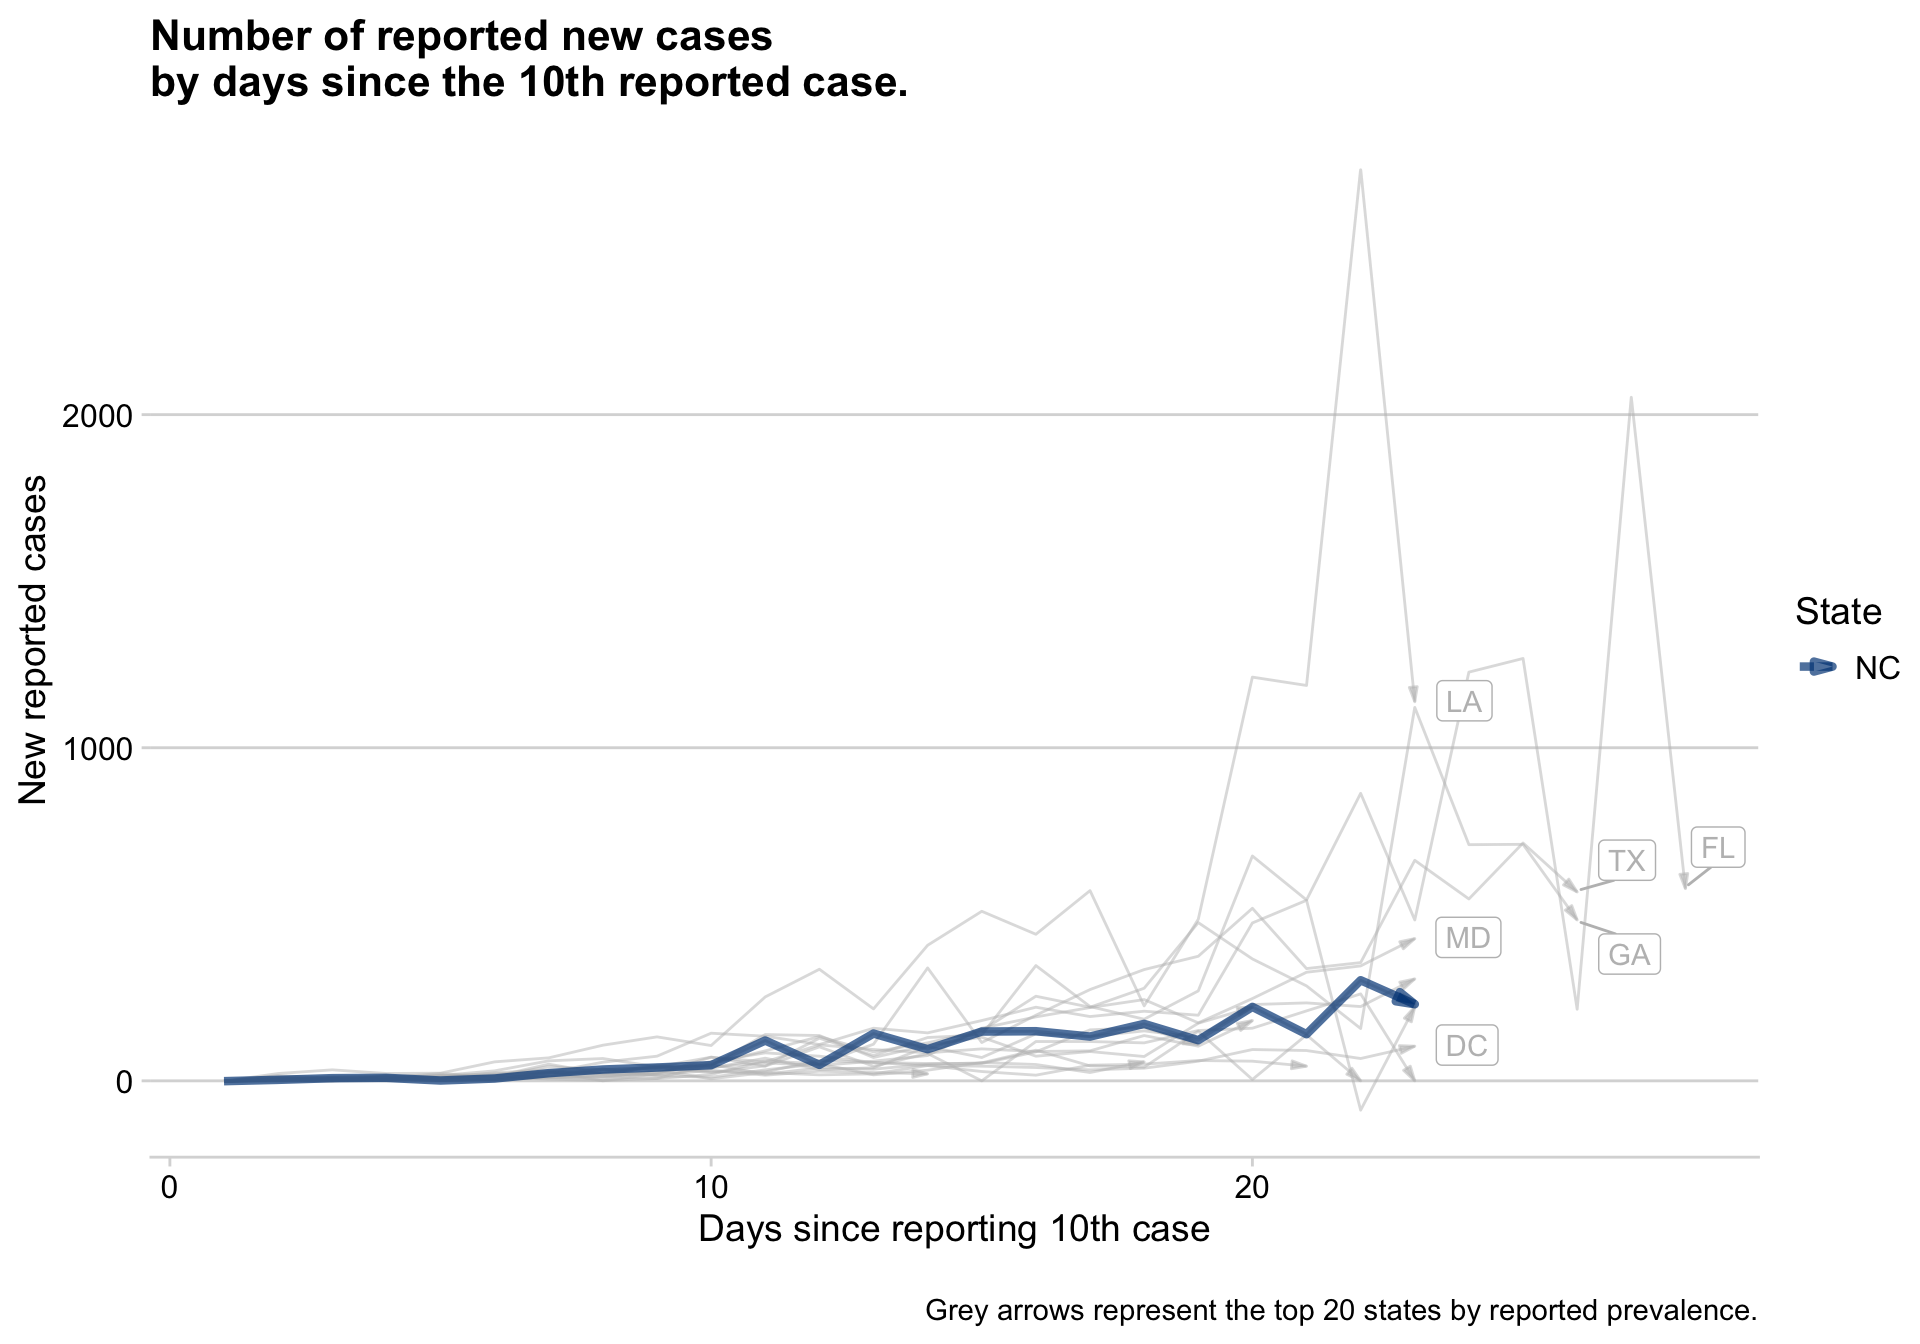 Number of reported new cases
by days since the 10th reported case.
New reported cases
2000
1000
0
LA
TX
FL
MD
GA
DC
State
NC
0
10
20
Days since reporting 10th case
Grey arrows represent the top 20 states by reported prevalence.